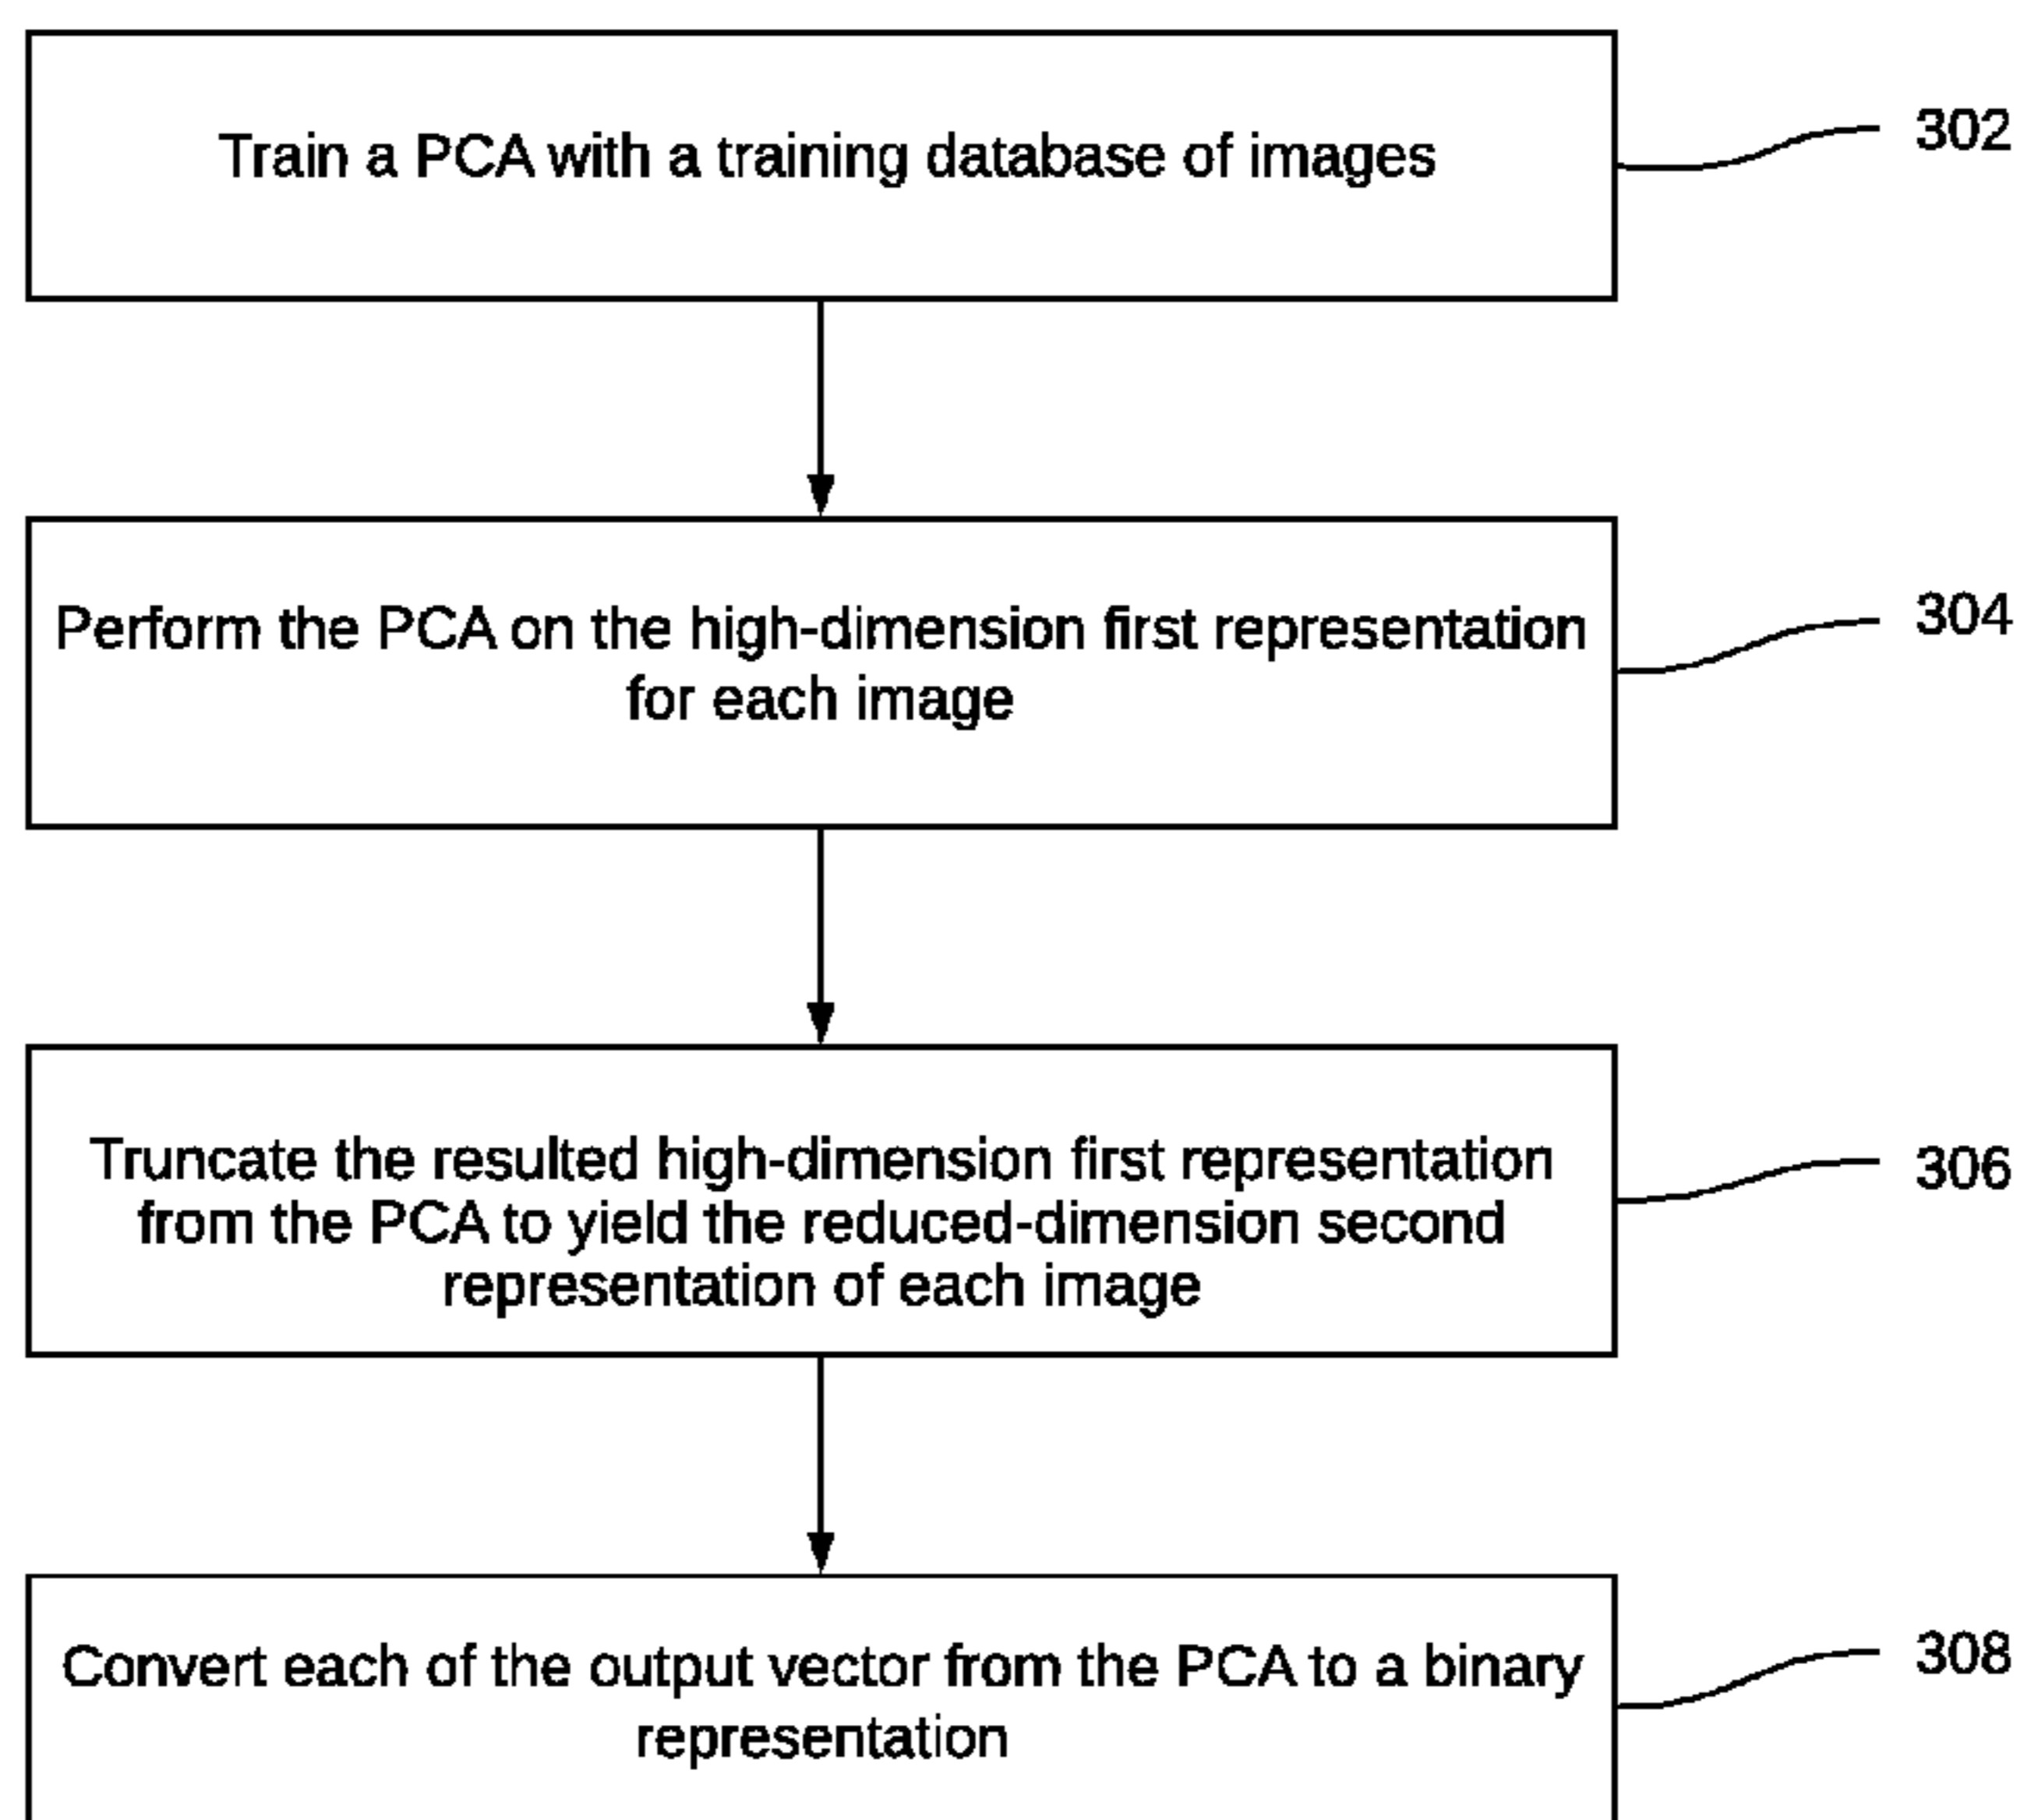 Train a PCA with a training database of images
302
Perform the PCA on the high-dimension first representation
for each image
304
Truncate the resulted high-dimension first representation
from the PCA to yield the reduced-dimension second
representation of each image
306
Convert each of the output vector from the PCA to a binary
representation
308